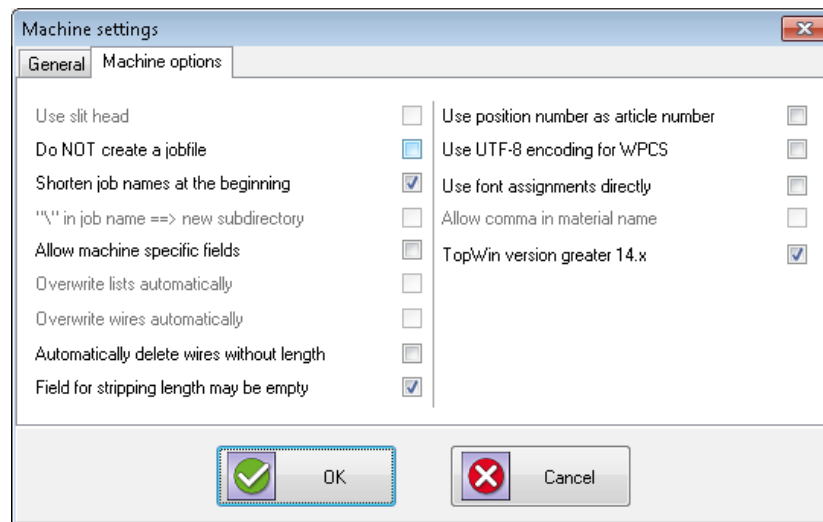 Machine settings
General
Machine options
Use slit head
Do NOT create a jobfile
Shorten job names at the beginning
"\" in job name ==> new subdirectory
Allow machine specific fields
Overwrite lists automatically
Overwrite wires automatically
Automatically delete wires without length
Field for stripping length may be empty
Use position number as article number
Use UTF-8 encoding for WPCS
Use font assignments directly
Allow comma in material name
TopWin version greater 14.x
OK
Cancel